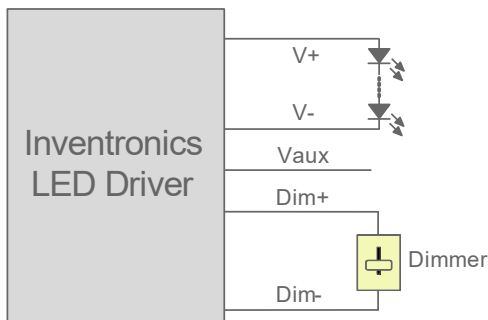 Inventronics
LED Driver
V+
V-
Vaux
Dim+
Dimmer
Dim-